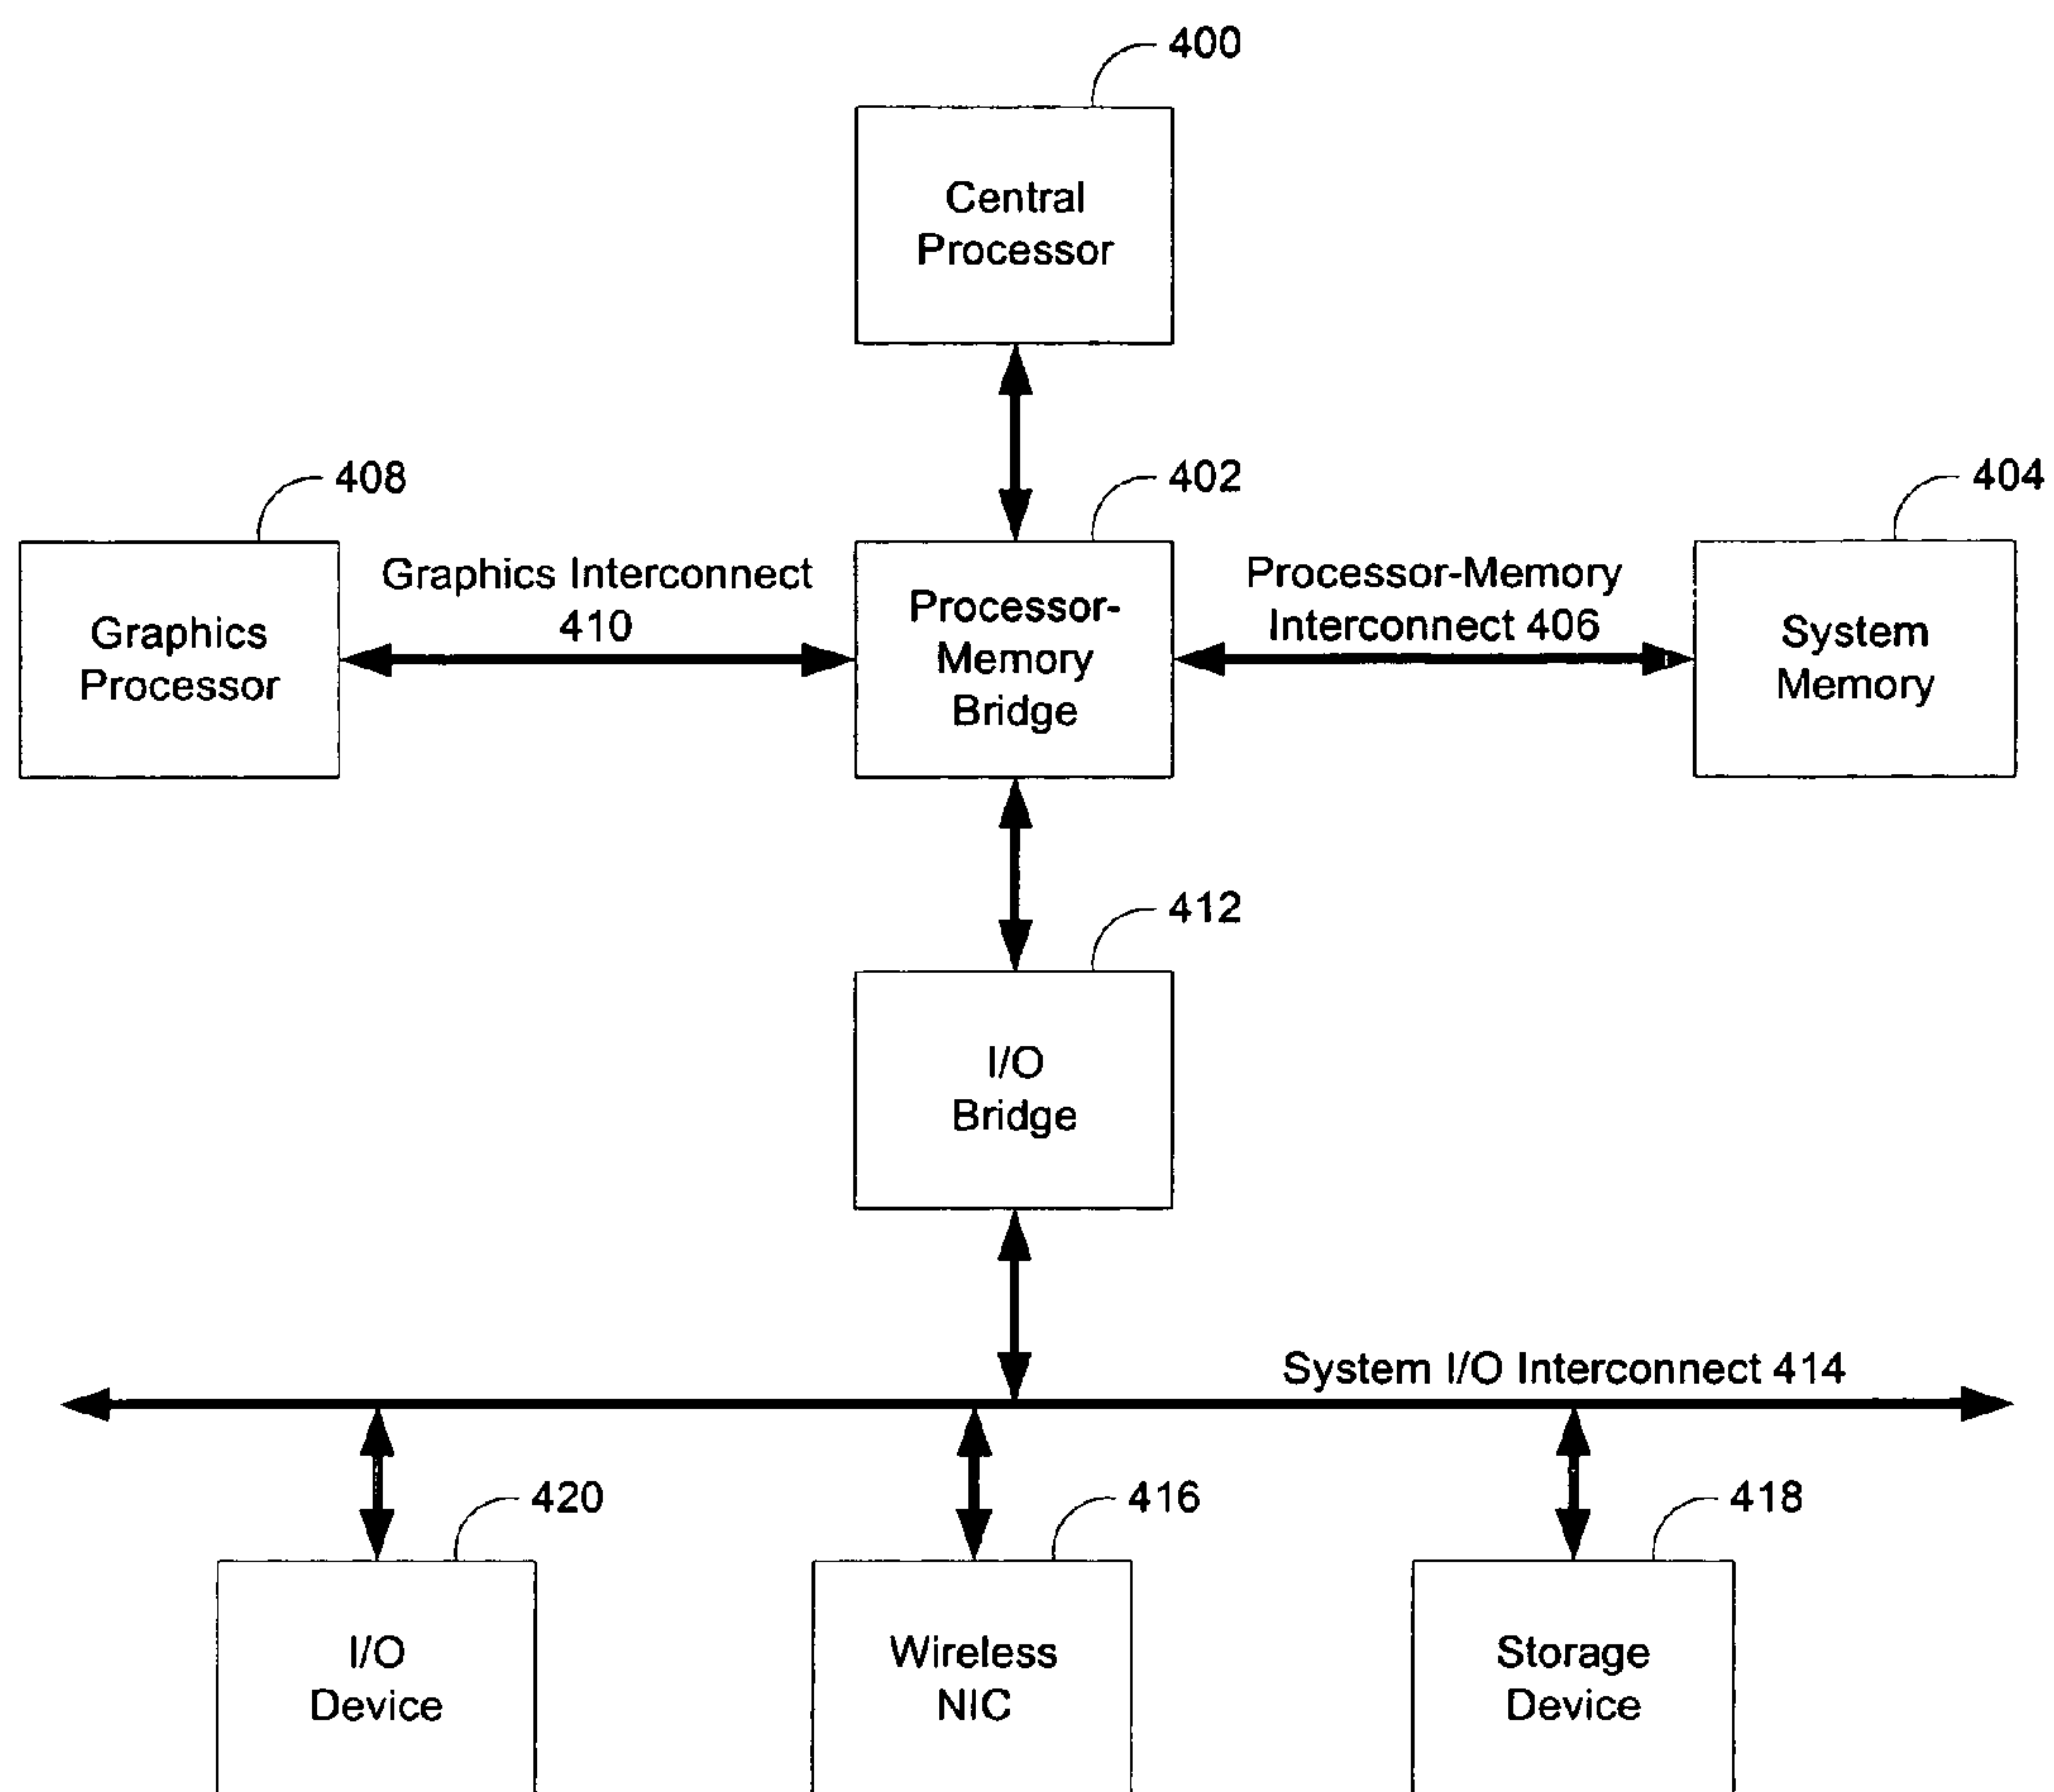 400
Central
Processor
408
402
404
Graphics Interconnect
410
Processor-Memory
Interconnect 406
Graphics
Processor
Processor-
Memory
Bridge
System
Memory
412
I/O
Bridge
System I/O Interconnect 414
420
416
418
I/O
Device
Wireless
NIC
Storage
Device